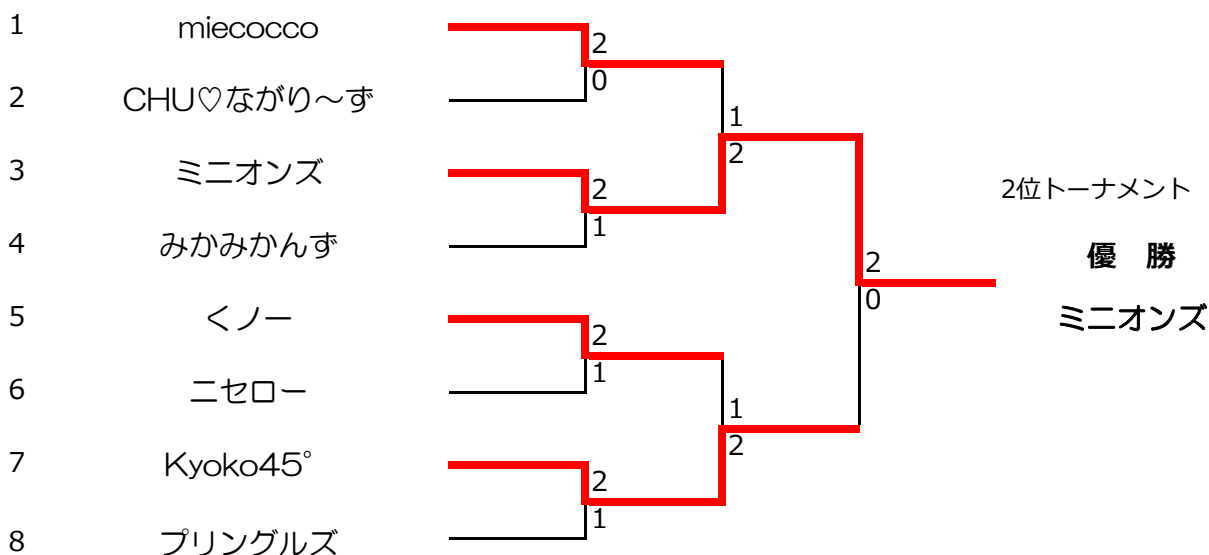 1 miecocco
2
0
2 CHU♡ながり～ず
1
2
3 ミニオンズ
2
2位トーナメント
1
4 みかみかんず
優 勝
2
0
5 くノー
ミニオンズ
2
1
6 ニセロー
1
2
7 Kyoko45°
2
1
8 プリングルズ